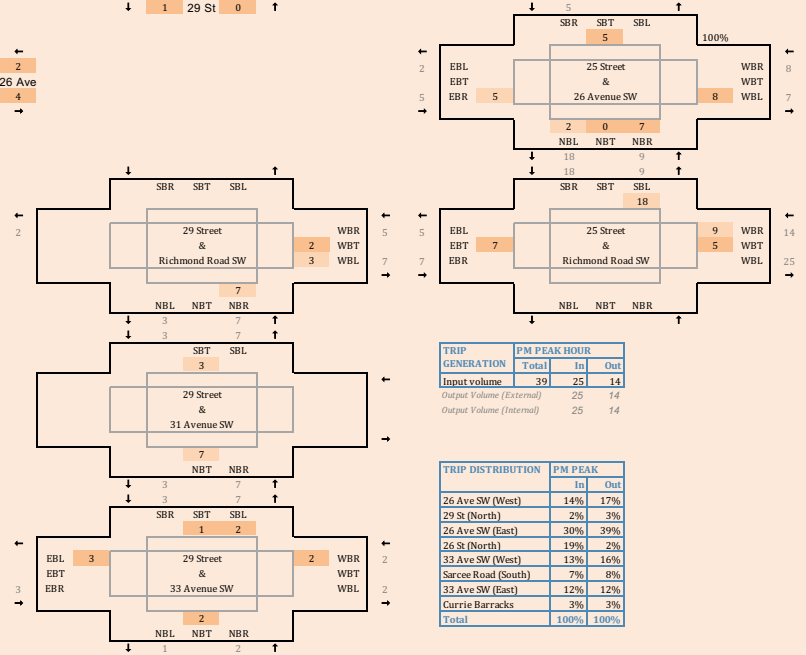 ↓ 1 29 St 0 ↑
←
2
26 Ave
4
→
5
↓ ↑
SBR SBT SBL
5
100%
← ←
2 EBL 25 Street WBR 8
EBT & WBT
5 EBR 5 26 Avenue SW 8 WBL 7
→ →
2 0 7
NBL NBT NBR
↓ 18 9 ↑
↓ 18 9 ↑
SBR SBT SBL
18
← ←
5 EBL 25 Street 9 WBR 14
EBT 7 & 5 WBT
7 EBR Richmond Road SW WBL 25
→ →
NBL NBT NBR
↓ ↑
↓ ↑
SBR SBT SBL
← ←
2 29 Street WBR 5
& 2 WBT
Richmond Road SW 3 WBL 7
→
7
NBL NBT NBR
↓ 3 7 ↑
↓ 3 7 ↑
SBT SBL
3
←
29 Street
&
31 Avenue SW
→
7
NBT NBR
↓ 3 7 ↑
↓ 3 7 ↑
SBR SBT SBL
1 2
← ←
EBL 3 29 Street 2 WBR 2
EBT & WBT
3 EBR 33 Avenue SW WBL 2
→ →
2
NBL NBT NBR
↓ 1 2 ↑
TRIP GENERATION PM PEAK HOUR
Total In Out
Input volume 39 25 14
Output Volume (External) 25 14
Output Volume (Internal) 25 14
TRIP DISTRIBUTION PM PEAK
In Out
26 Ave SW (West) 14% 17%
29 St (North) 2% 3%
26 Ave SW (East) 30% 39%
26 St (North) 19% 2%
33 Ave SW (West) 13% 16%
Sarcee Road (South) 7% 8%
33 Ave SW (East) 12% 12%
Currie Barracks 3% 3%
Total 100% 100%